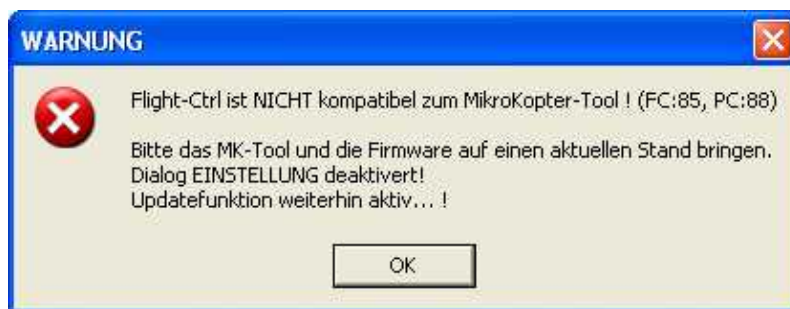 WARNUNG
Flight-Ctrl ist NICHT kompatibel zum MikroKopter-Tool ! (FC:85, PC:88)
Bitte das MK-Tool und die Firmware auf einen aktuellen Stand bringen.
Dialog EINSTELLUNG deaktivert!
Updatefunktion weiterhin aktiv... !
OK